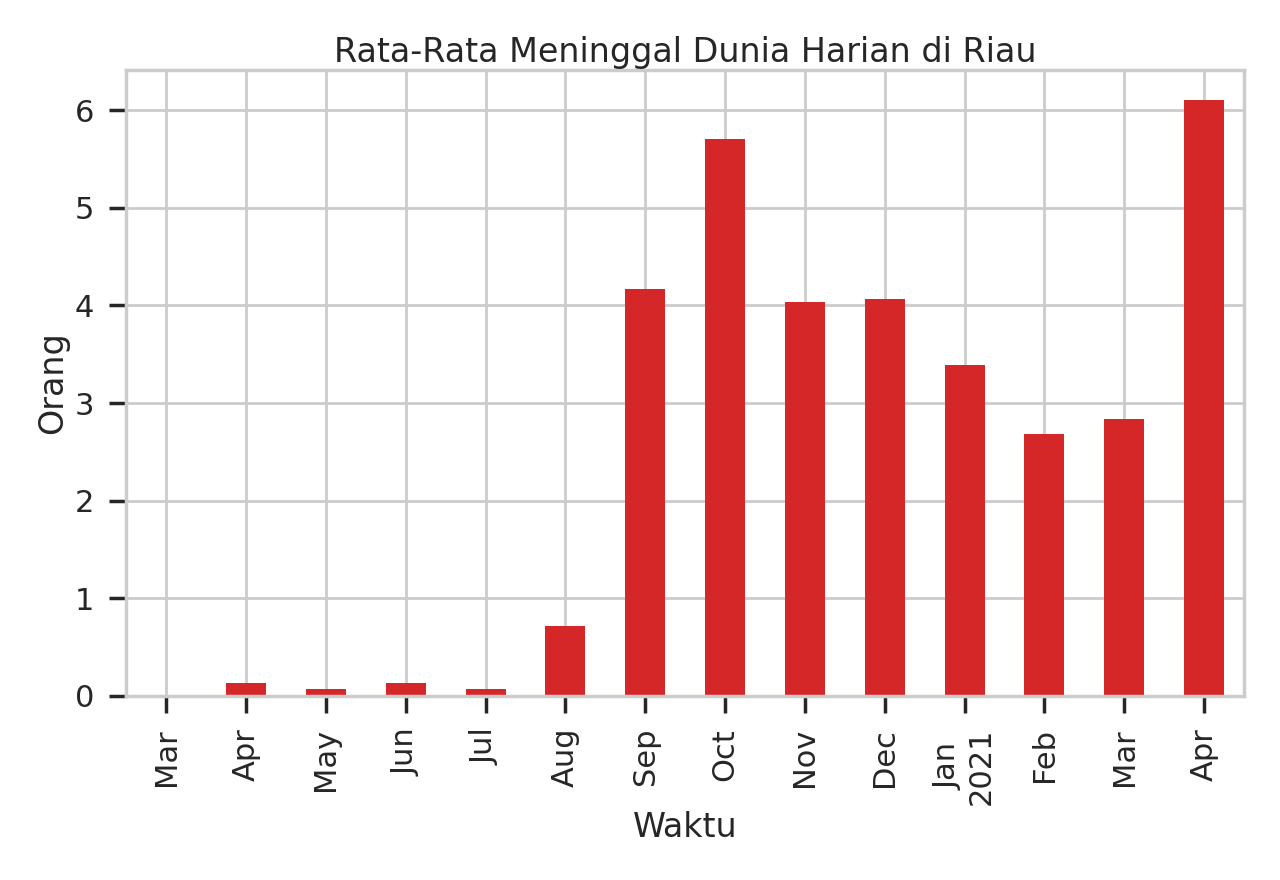 Rata-Rata Meninggal Dunia Harian di Riau
6
5
4
3
2
1
0
Orang
Mar
Apr
May
Jun
Jul
Aug
Sep
Oct
Nov
Dec
Jan
2021
Feb
Mar
Apr
Waktu